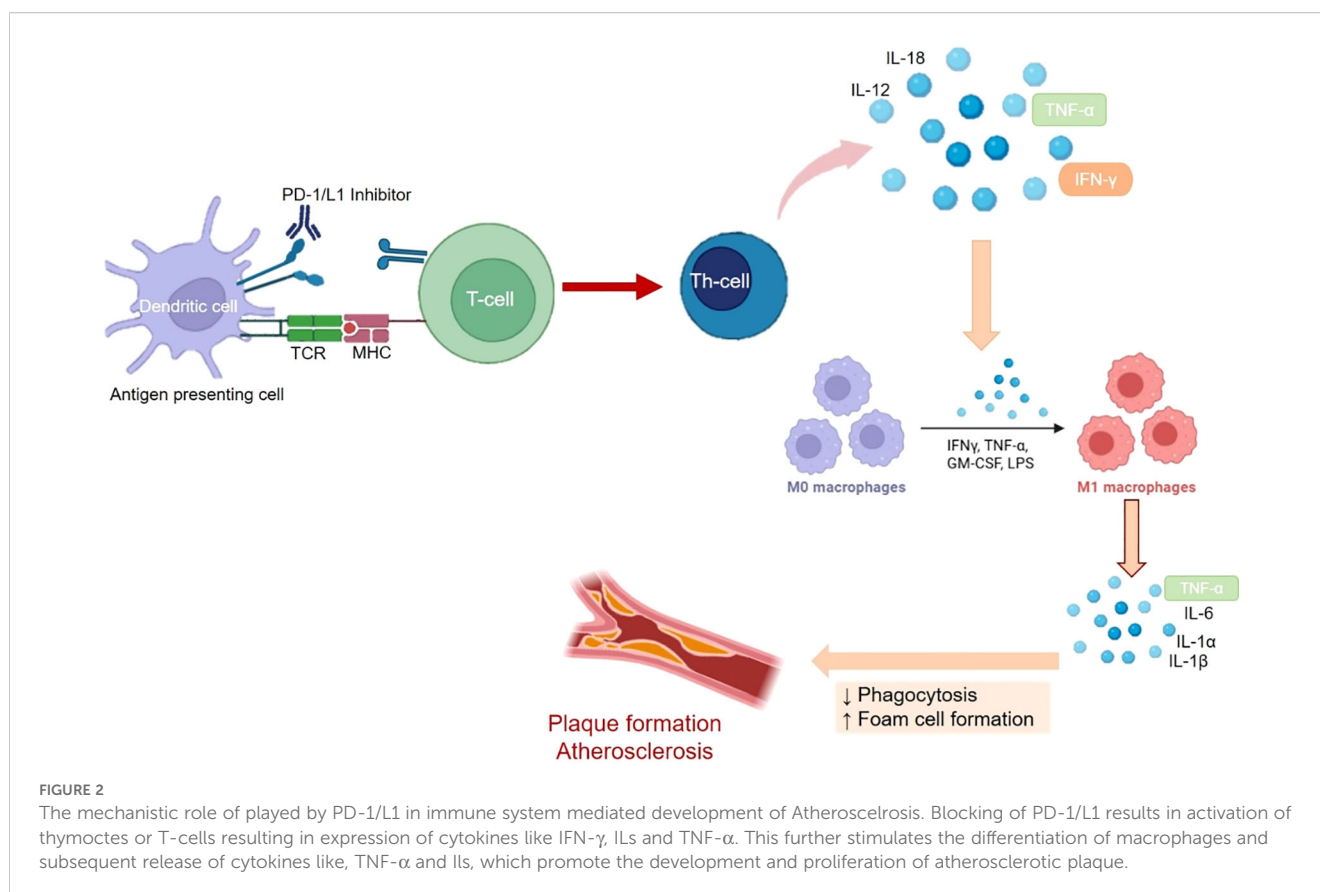 IL-18
IL-12
TNF-α
IFN-γ
PD-1/L1 Inhibitor
Dendritic cell
T-cell
Th-cell
TCR
MHC
Antigen presenting cell
IFNγ, TNF-α,
GM-CSF, LPS
M0 macrophages
M1 macrophages
TNF-α
IL-6
IL-1α
IL-1β
↓ Phagocytosis
↑ Foam cell formation
Plaque formation
Atherosclerosis
FIGURE 2
The mechanistic role of played by PD-1/L1 in immune system mediated development of Atheroscelrosis. Blocking of PD-1/L1 results in activation of
thymoctes or T-cells resulting in expression of cytokines like IFN-γ, ILs and TNF-α. This further stimulates the differentiation of macrophages and
subsequent release of cytokines like, TNF-α and Ils, which promote the development and proliferation of atherosclerotic plaque.